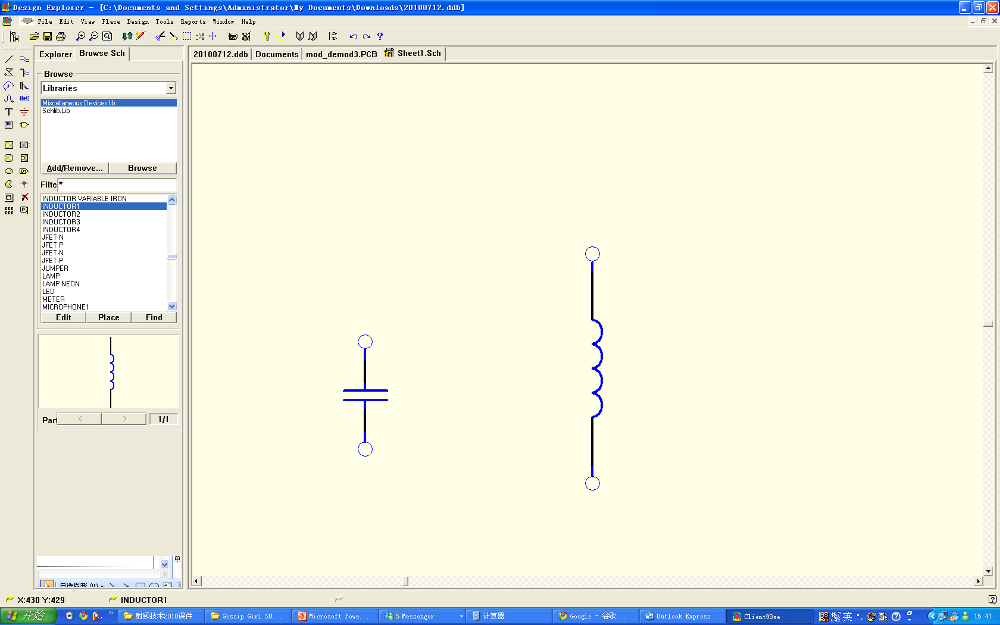 Design Explorer - [C:\Documents and Settings\Administrator\My Documents\Downloads\20100712.ddb]
File Edit View Place Design Tools Reports Window Help
Explorer Browse Sch
20100712.ddb Documents mod_demod3.PCB Sheet1.Sch
Browse
Libraries
Miscellaneous Devices.lib
Schlib.Lib
Add/Remove... Browse
Filte *
INDUCTOR VARIABLE IRON
INDUCTOR1
INDUCTOR2
INDUCTOR3
INDUCTOR4
JFET N
JFET P
JFET-N
JFET-P
JUMPER
LAMP
LAMP NEON
LED
METER
MICROPHONE1
Edit Place Find
Part < > 1/1
Net1
T
D1
P
单
自选图形(U)
X:430 Y:429 INDUCTOR1
开始 射频技术2010课件 Gossip.Girl.S0... Microsoft Powe... 5 Messenger 计算器 Google - 谷歌... Outlook Express Client99se 英 16:47